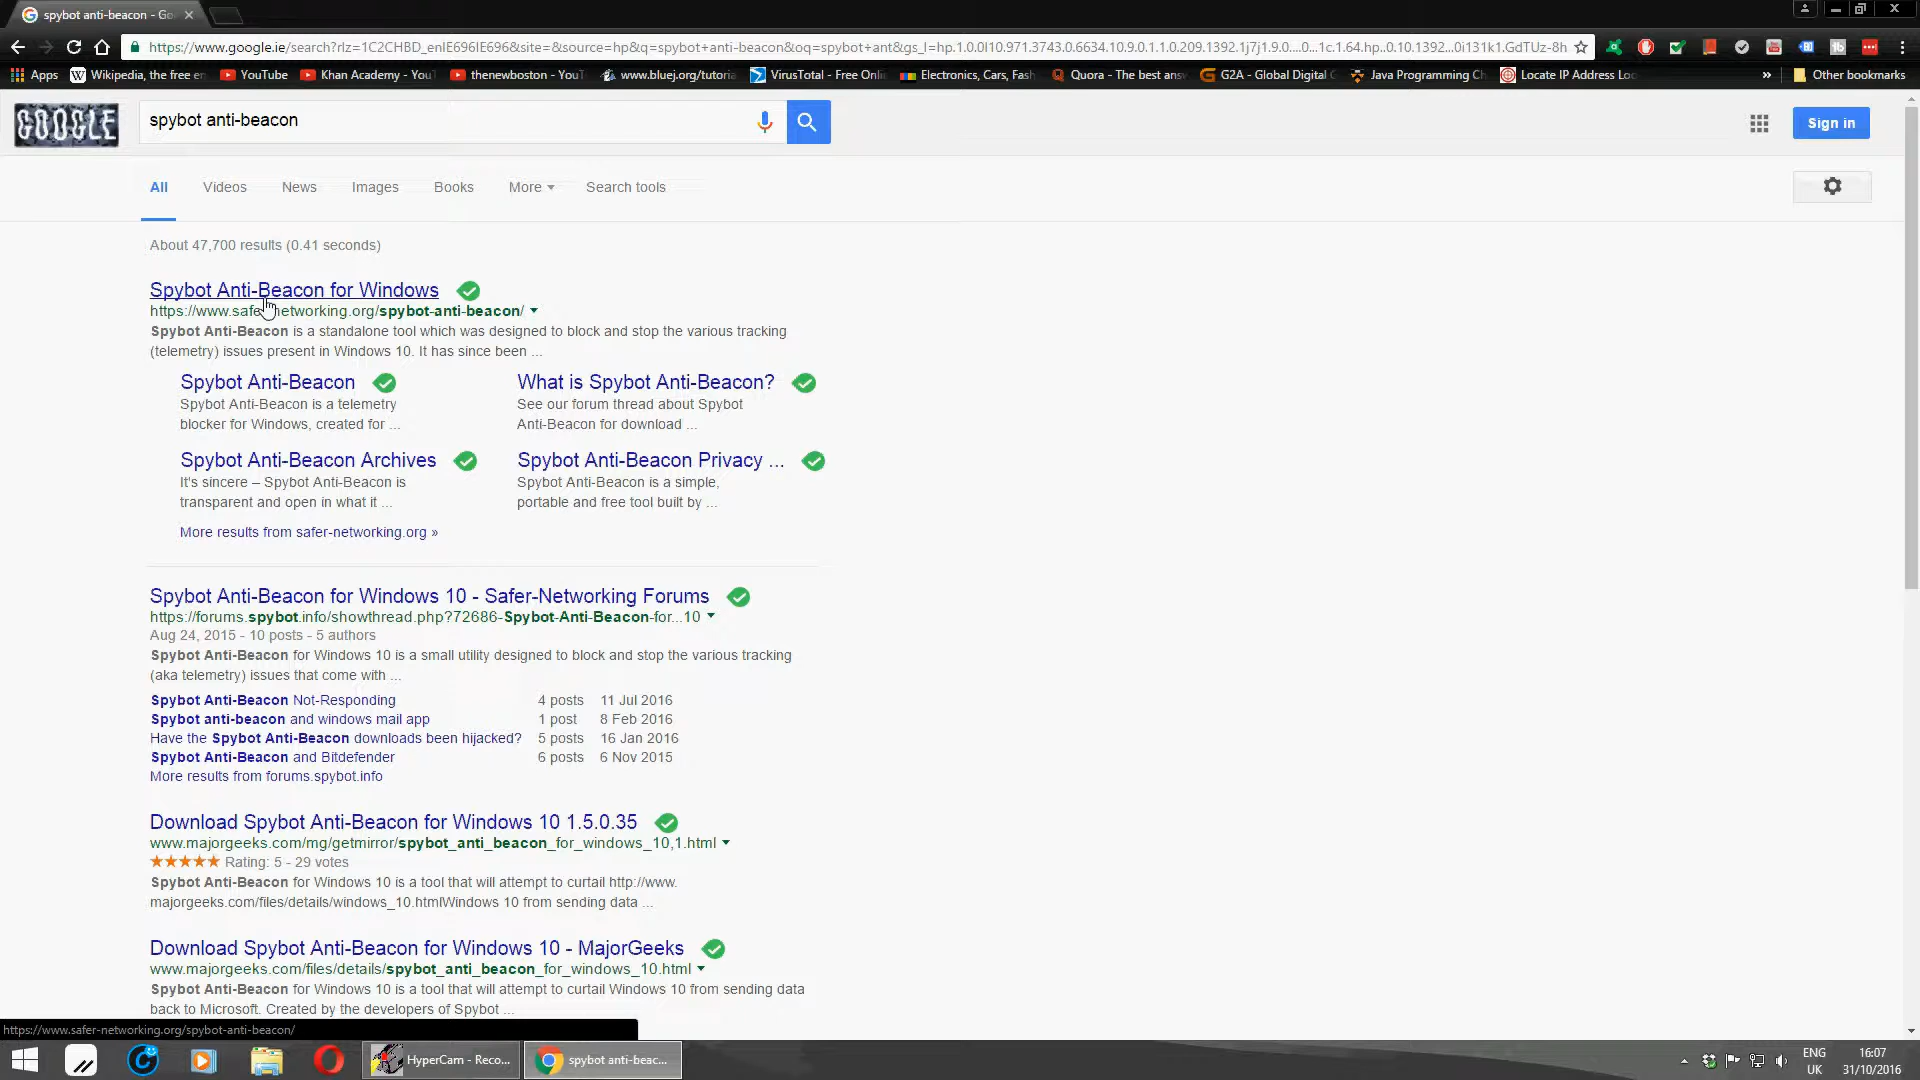 spybot anti-beacon - Go
https://www.google.ie/search?rlz=1C2CHBD_enIE696IE696&site=&source=hp&q=spybot+anti-beacon&oq=spybot+ant&gs_l=hp.1.0.0l10.971.3743.0.6634.10.9.0.1.1.0.209.1392.1j7j1.9.0....0...1c.1.64.hp..0.10.1392...0i131k1.GdTUz-8h
Apps Wikipedia, the free en YouTube Khan Academy - You thenewboston - YouT www.bluej.org/tutoria VirusTotal - Free Onli Electronics, Cars, Fash Quora - The best answ G2A - Global Digital Java Programming Ch Locate IP Address Loc » Other bookmarks
GOOGLE spybot anti-beacon Sign in
All Videos News Images Books More Search tools
About 47,700 results (0.41 seconds)
Spybot Anti-Beacon for Windows
https://www.safer-networking.org/spybot-anti-beacon/
Spybot Anti-Beacon is a standalone tool which was designed to block and stop the various tracking
(telemetry) issues present in Windows 10. It has since been ...
Spybot Anti-Beacon
Spybot Anti-Beacon is a telemetry
blocker for Windows, created for ...
What is Spybot Anti-Beacon?
See our forum thread about Spybot
Anti-Beacon for download ...
Spybot Anti-Beacon Archives
It's sincere – Spybot Anti-Beacon is
transparent and open in what it ...
Spybot Anti-Beacon Privacy ...
Spybot Anti-Beacon is a simple,
portable and free tool built by ...
More results from safer-networking.org »
Spybot Anti-Beacon for Windows 10 - Safer-Networking Forums
https://forums.spybot.info/showthread.php?72686-Spybot-Anti-Beacon-for...10
Aug 24, 2015 - 10 posts - 5 authors
Spybot Anti-Beacon for Windows 10 is a small utility designed to block and stop the various tracking
(aka telemetry) issues that come with ...
Spybot Anti-Beacon Not-Responding 4 posts 11 Jul 2016
Spybot anti-beacon and windows mail app 1 post 8 Feb 2016
Have the Spybot Anti-Beacon downloads been hijacked? 5 posts 16 Jan 2016
Spybot Anti-Beacon and Bitdefender 6 posts 6 Nov 2015
More results from forums.spybot.info
Download Spybot Anti-Beacon for Windows 10 1.5.0.35
www.majorgeeks.com/mg/getmirror/spybot_anti_beacon_for_windows_10,1.html
Rating: 5 - 29 votes
Spybot Anti-Beacon for Windows 10 is a tool that will attempt to curtail http://www.
majorgeeks.com/files/details/windows_10.htmlWindows 10 from sending data ...
Download Spybot Anti-Beacon for Windows 10 - MajorGeeks
www.majorgeeks.com/files/details/spybot_anti_beacon_for_windows_10.html
Spybot Anti-Beacon for Windows 10 is a tool that will attempt to curtail Windows 10 from sending data
back to Microsoft. Created by the developers of Spybot ...
https://www.safer-networking.org/spybot-anti-beacon/
HyperCam - Reco... spybot anti-beac...
ENG 16:07
UK 31/10/2016